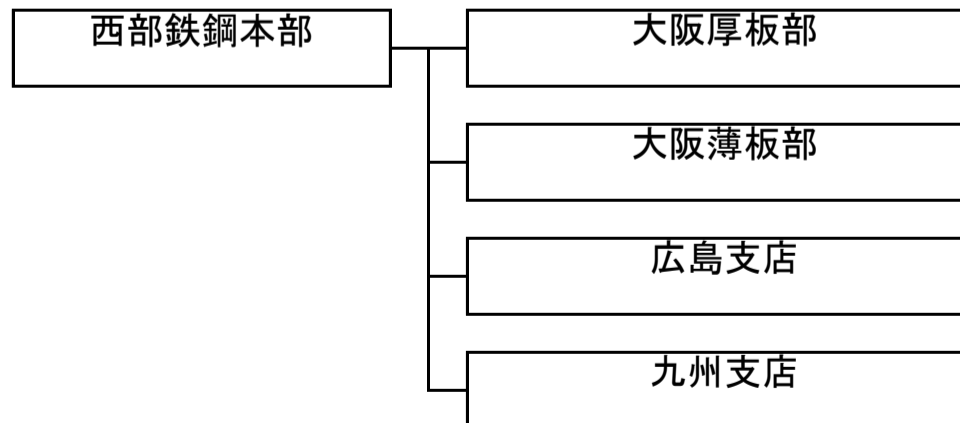 西部鉄鋼本部
大阪厚板部
大阪薄板部
広島支店
九州支店